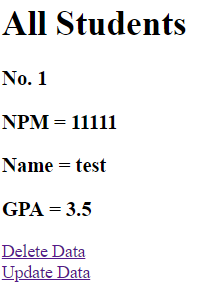 All Students
No. 1
NPM = 11111
Name = test
GPA = 3.5
Delete Data
Update Data